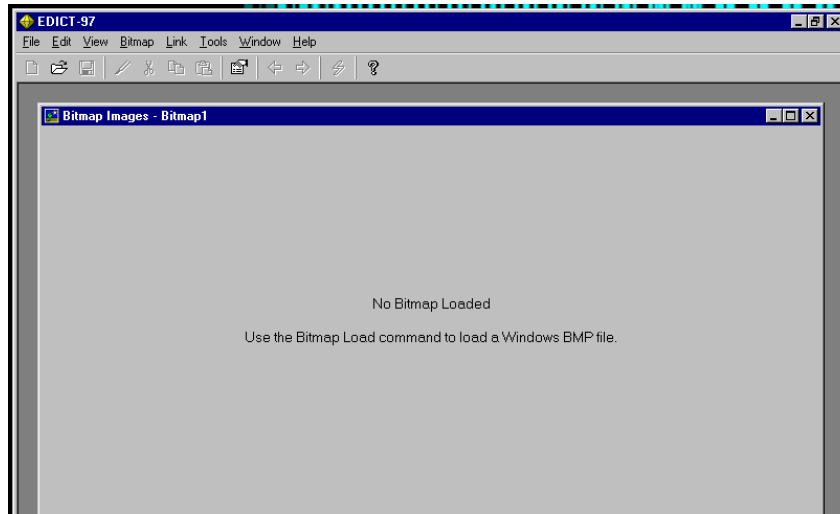 EDICT-97
File Edit View Bitmap Link Tools Window Help
Bitmap Images - Bitmap1
No Bitmap Loaded
Use the Bitmap Load command to load a Windows BMP file.